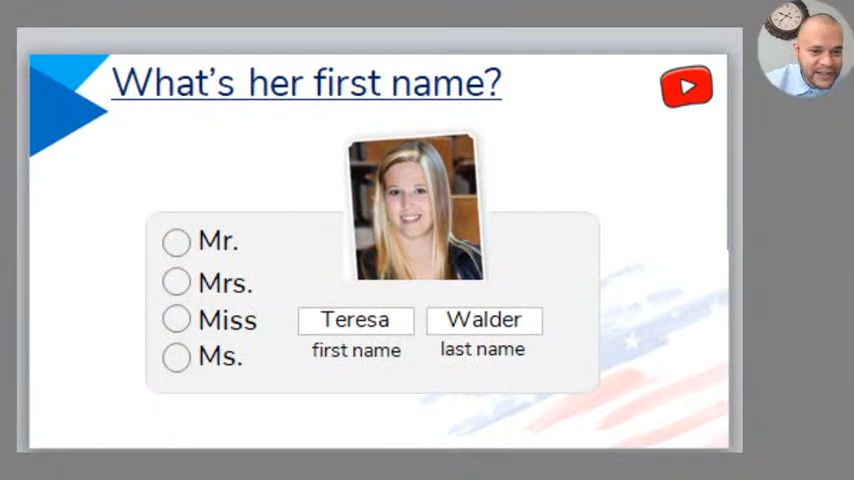 What's her first name?
Mr.
Mrs.
Miss
Ms.
Teresa Walder
first name last name